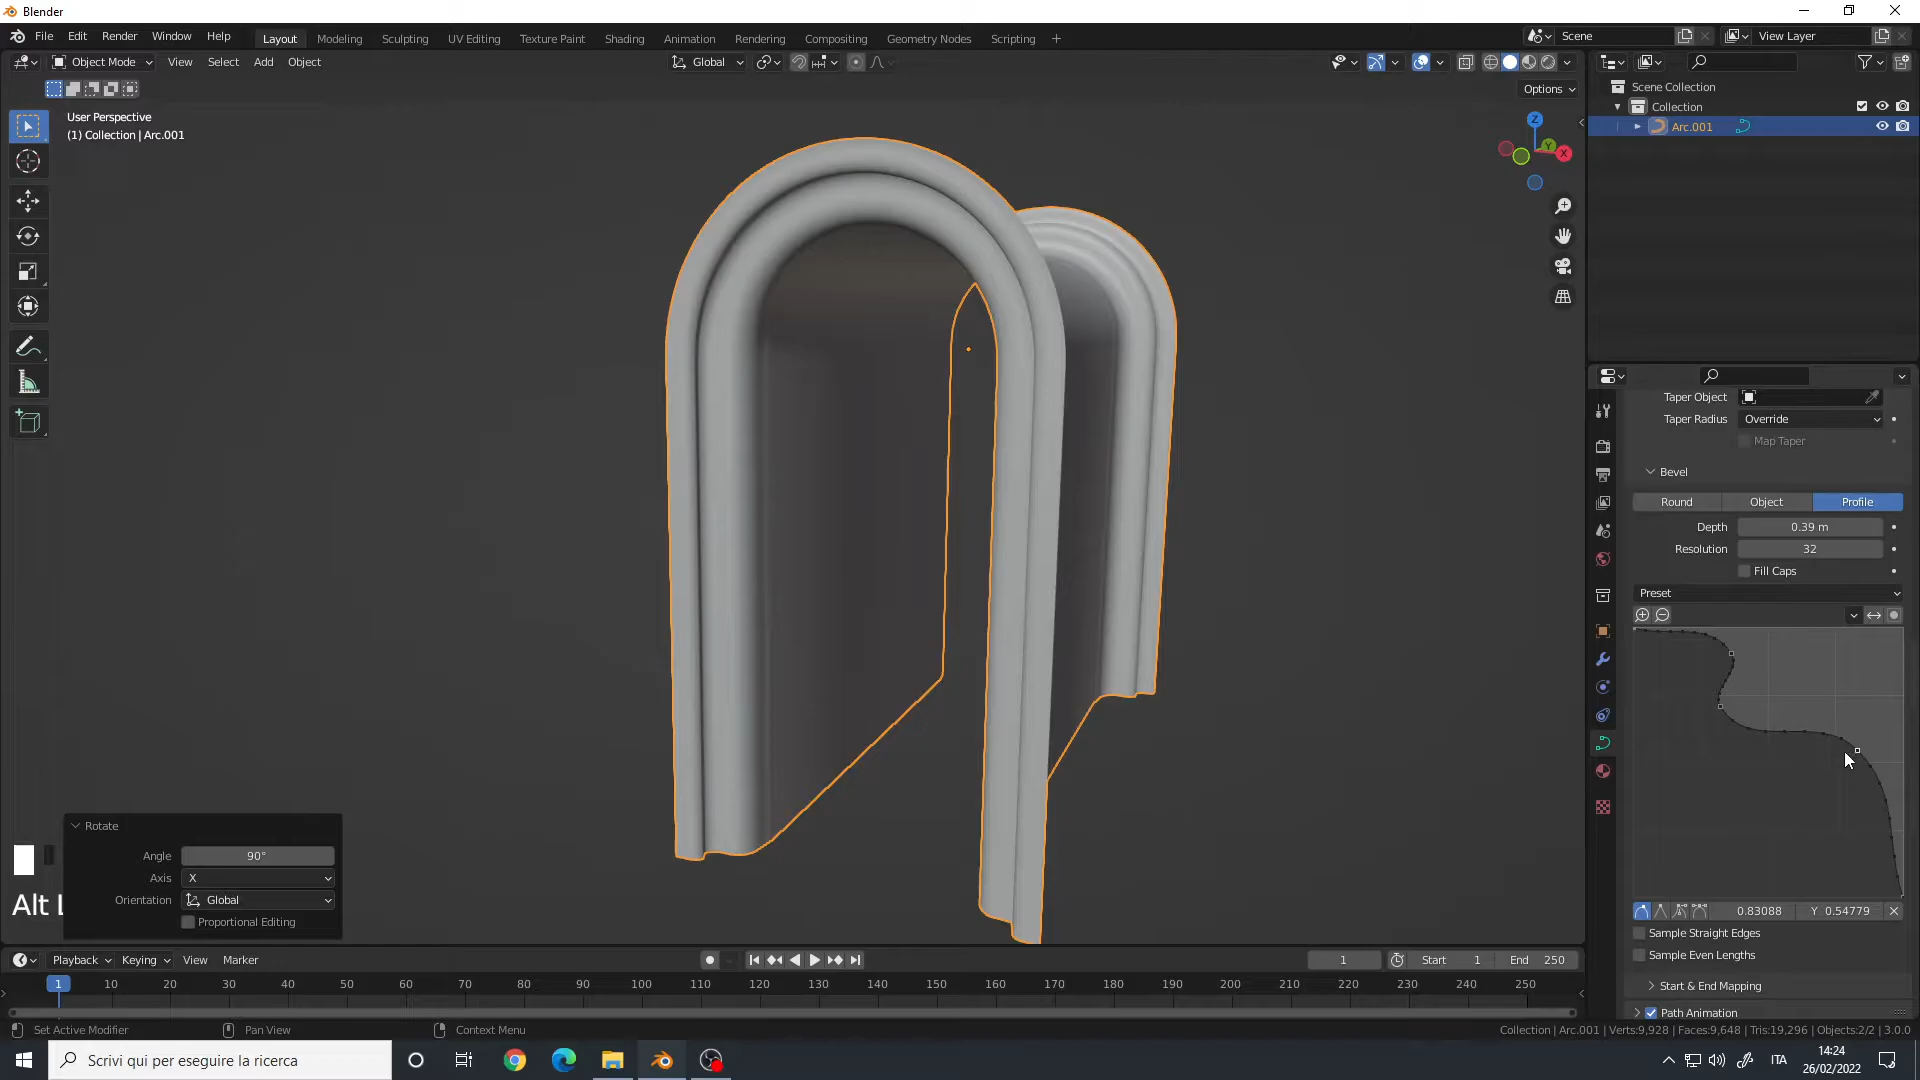 Blender
File Edit Render Window Help Layout Modeling Sculpting UV Editing Texture Paint Shading Animation Rendering Compositing Geometry Nodes Scripting Scene View Layer
Object Mode View Select Add Object Global
Options
User Perspective
(1) Collection | Arc.001
Z
Y
X
Scene Collection
Collection
Arc.001
Taper Object
Taper Radius Override
Map Taper
Bevel
Round Object Profile
Depth 0.39 m
Resolution 32
Fill Caps
Preset
0.83088 Y 0.54779
Sample Straight Edges
Sample Even Lengths
Start & End Mapping
Path Animation
Rotate
Angle 90°
Axis X
Orientation Global
Proportional Editing
Alt
Playback Keying View Marker 1 Start 1 End 250
1 10 20 30 40 50 60 70 80 90 100 110 120 130 140 150 160 170 180 190 200 210 220 230 240 250
Set Active Modifier Pan View Context Menu Collection | Arc.001 | Verts:9,928 | Faces:9,648 | Tris:19,296 | Objects:2/2 | 3.0.0
Scrivi qui per eseguire la ricerca
ITA
14:24
26/02/2022